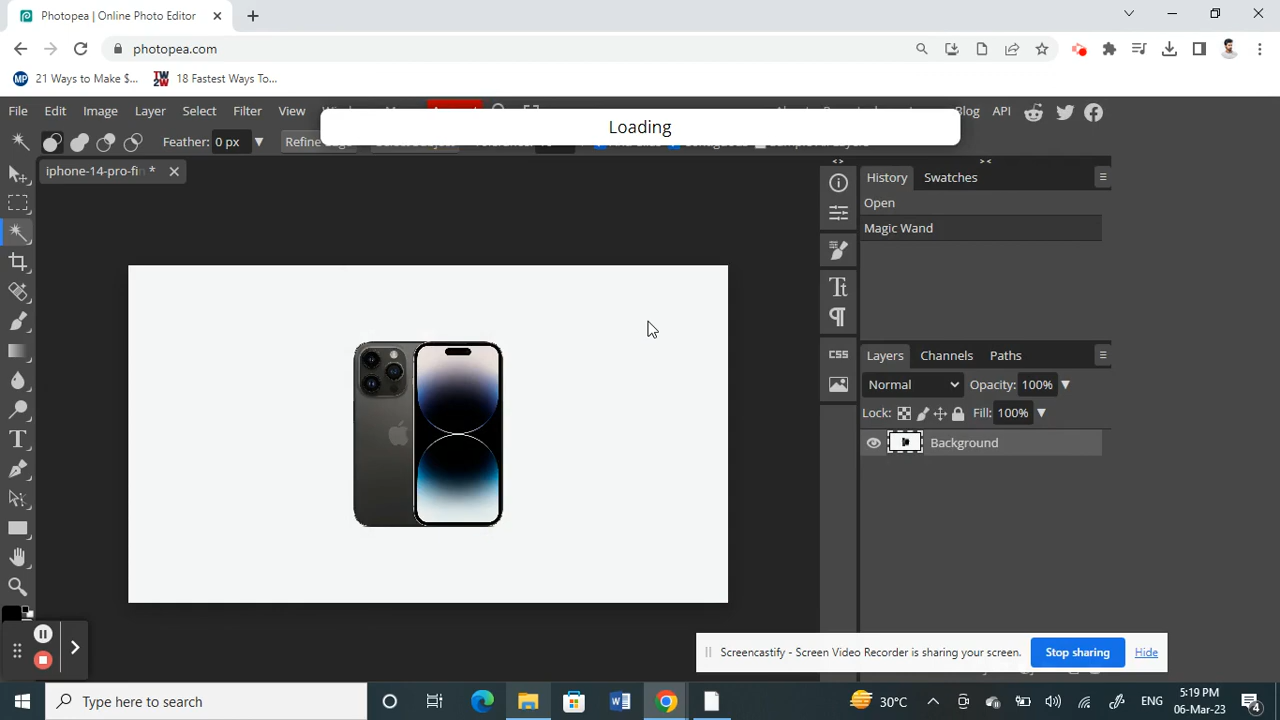 Photopea | Online Photo Editor
photopea.com
21 Ways to Make $...
18 Fastest Ways To...
File Edit Image Layer Select Filter View
Blog API
Loading
Feather: 0 px
iphone-14-pro-fin *
History Swatches
Open
Magic Wand
CSS
Layers Channels Paths
Normal Opacity: 100%
Lock: Fill: 100%
Background
Screencastify - Screen Video Recorder is sharing your screen. Stop sharing Hide
Type here to search
30°C
ENG
5:19 PM
06-Mar-23
4